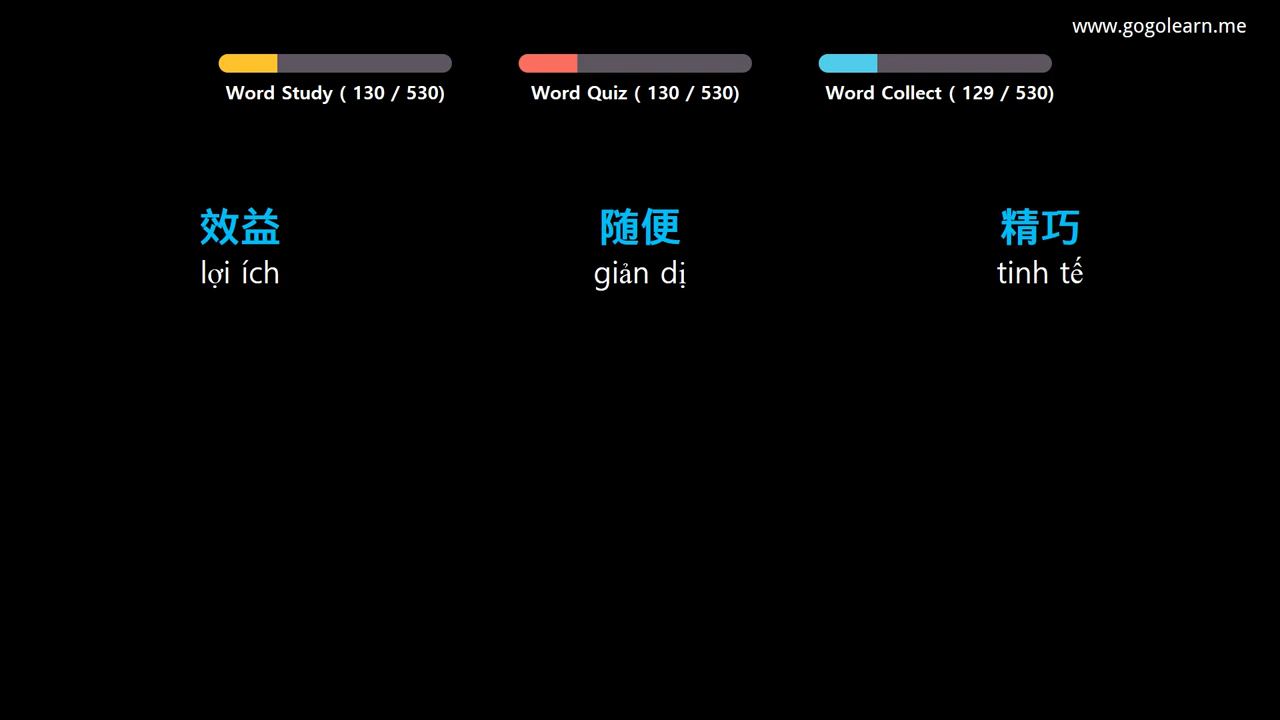 www.gogolearn.me
Word Study ( 130 / 530)
Word Quiz ( 130 / 530)
Word Collect ( 129 / 530)
效益
随便
精巧
lợi ích
giản dị
tinh tế